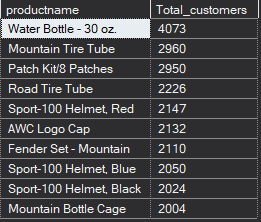 productname Total_customers
Water Bottle - 30 oz. 4073
Mountain Tire Tube 2960
Patch Kit/8 Patches 2950
Road Tire Tube 2226
Sport-100 Helmet, Red 2147
AWC Logo Cap 2132
Fender Set - Mountain 2110
Sport-100 Helmet, Blue 2050
Sport-100 Helmet, Black 2024
Mountain Bottle Cage 2004